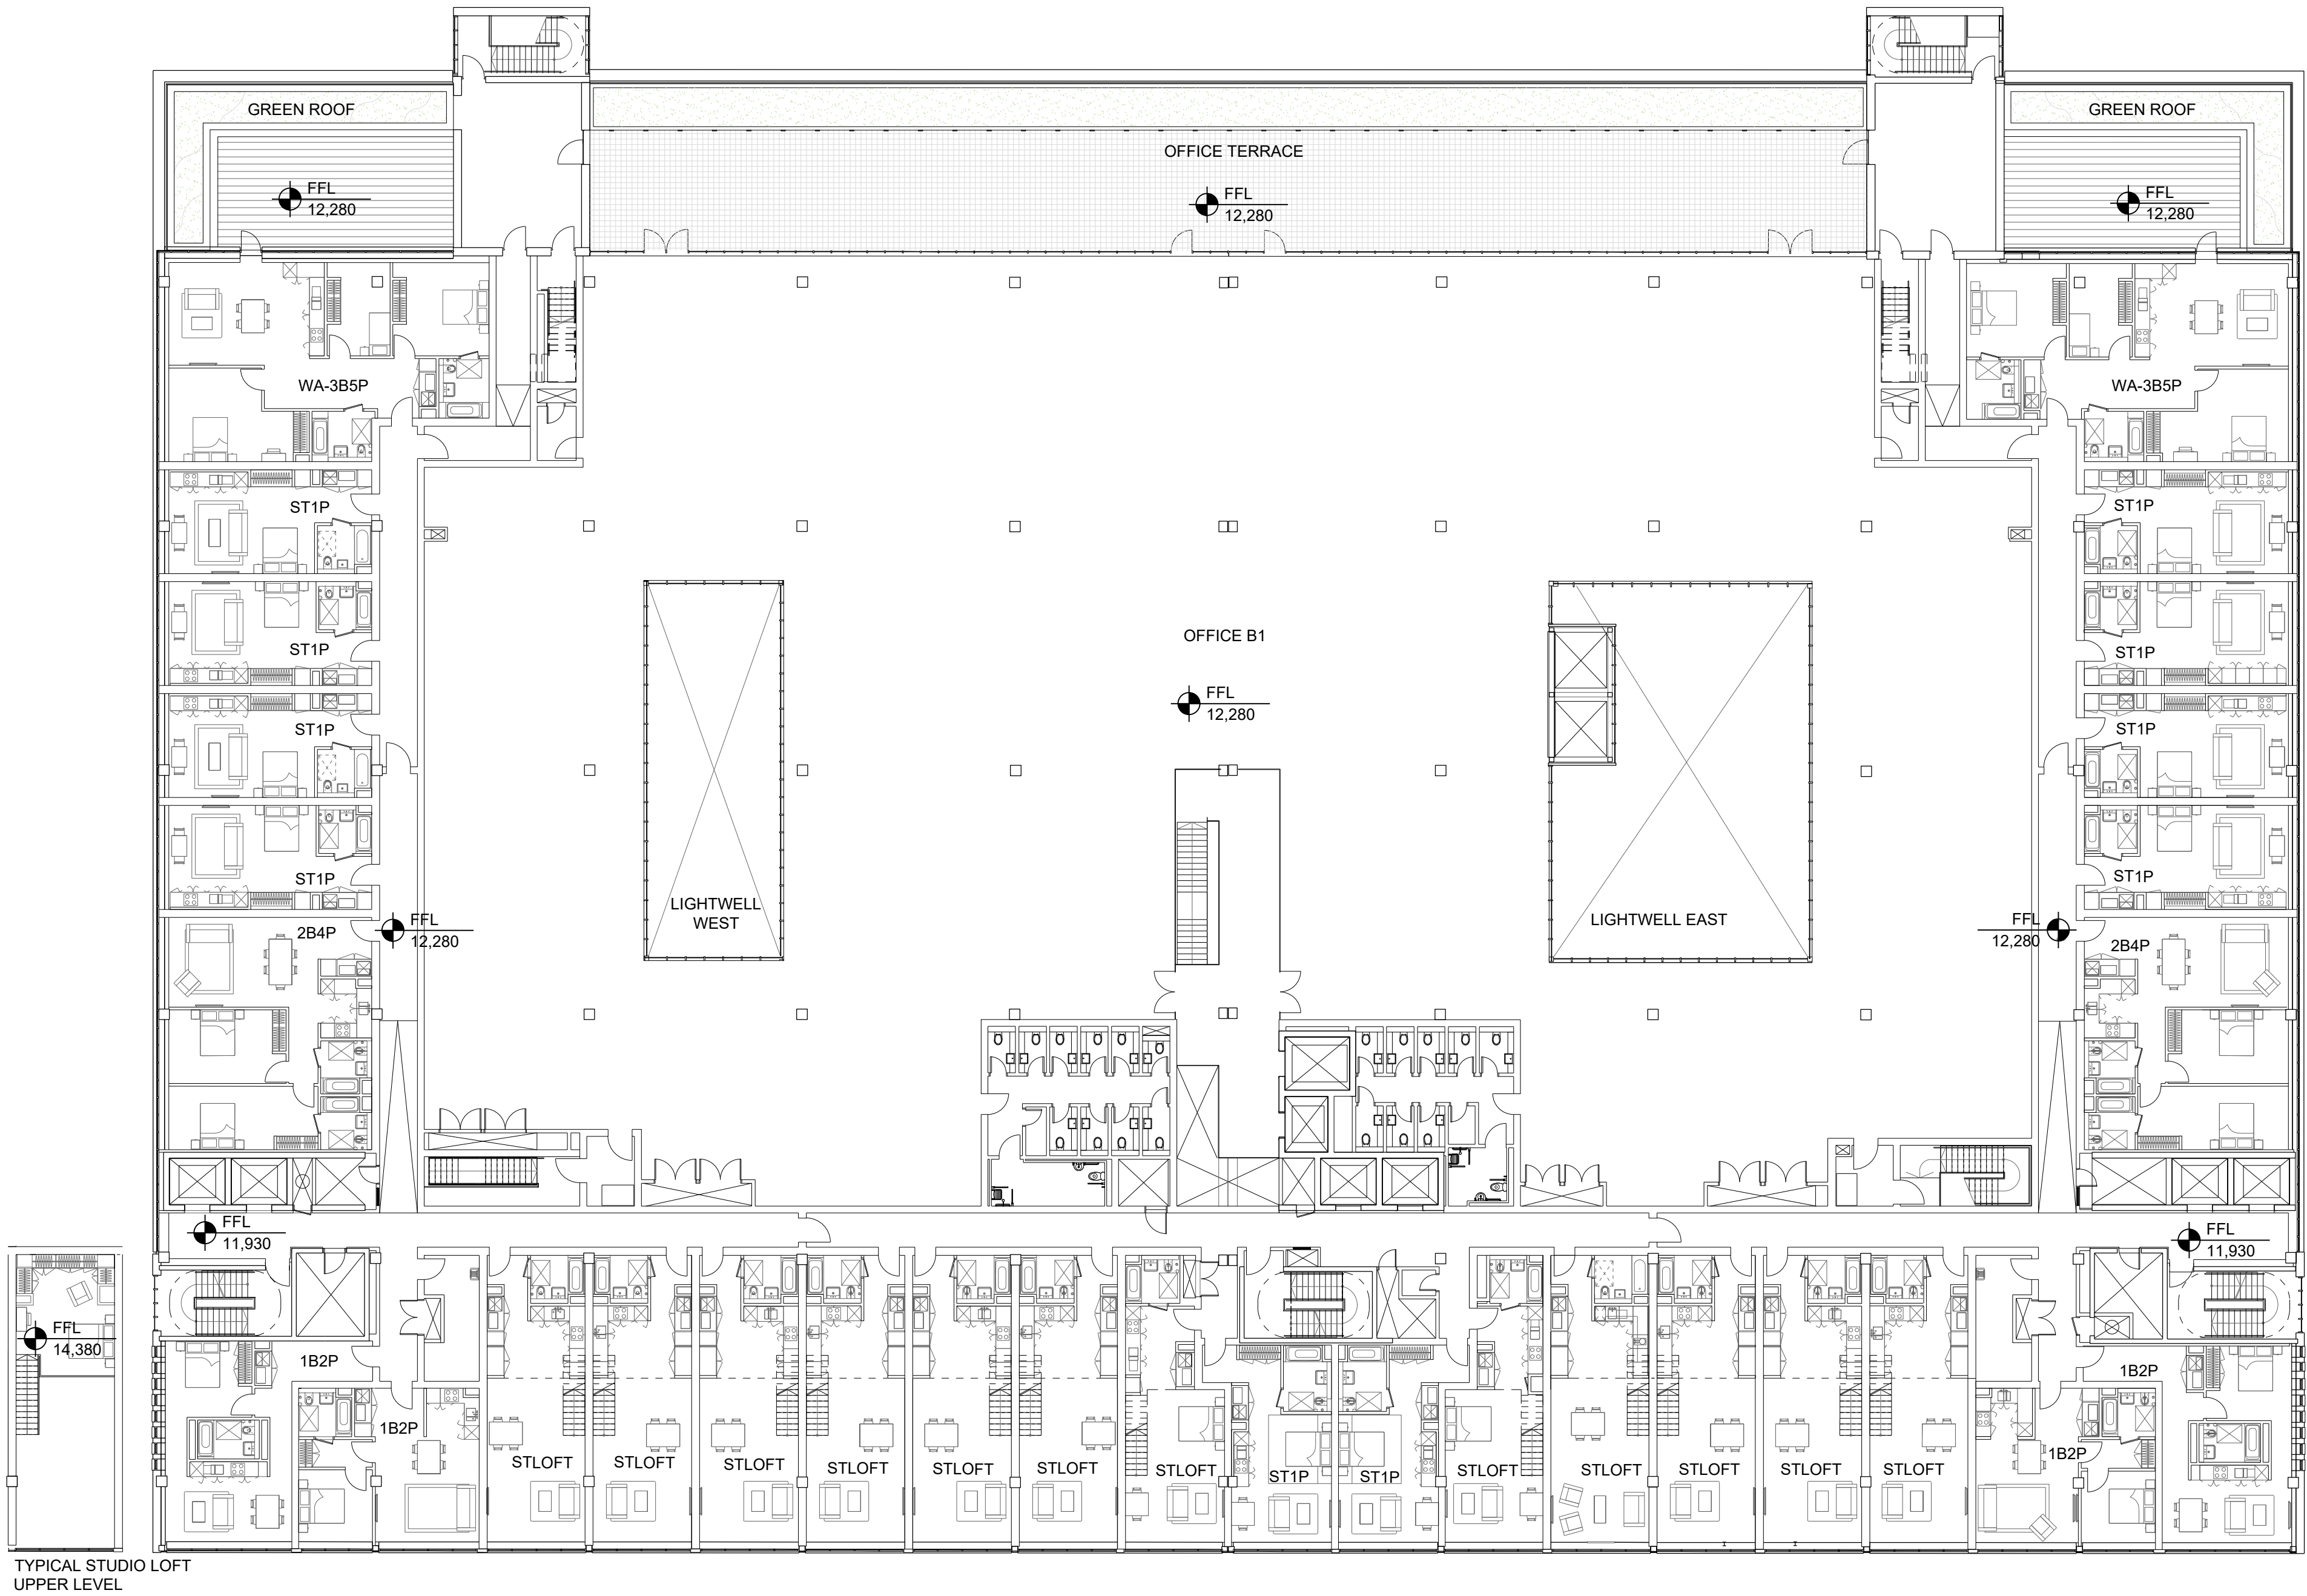 GREEN ROOF
GREEN ROOF
OFFICE TERRACE
FFL
12,280
FFL
12,280
FFL
12,280
WA-3B5P
WA-3B5P
ST1P
ST1P
OFFICE B1
ST1P
ST1P
FFL
12,280
ST1P
ST1P
ST1P
ST1P
LIGHTWELL
WEST
LIGHTWELL EAST
FFL
12,280
FFL
12,280
2B4P
2B4P
FFL
11,930
FFL
11,930
FFL
14,380
1B2P
1B2P
1B2P
1B2P
STLOFT
STLOFT
STLOFT
STLOFT
STLOFT
STLOFT
STLOFT
ST1P
ST1P
STLOFT
STLOFT
STLOFT
STLOFT
STLOFT
TYPICAL STUDIO LOFT
UPPER LEVEL